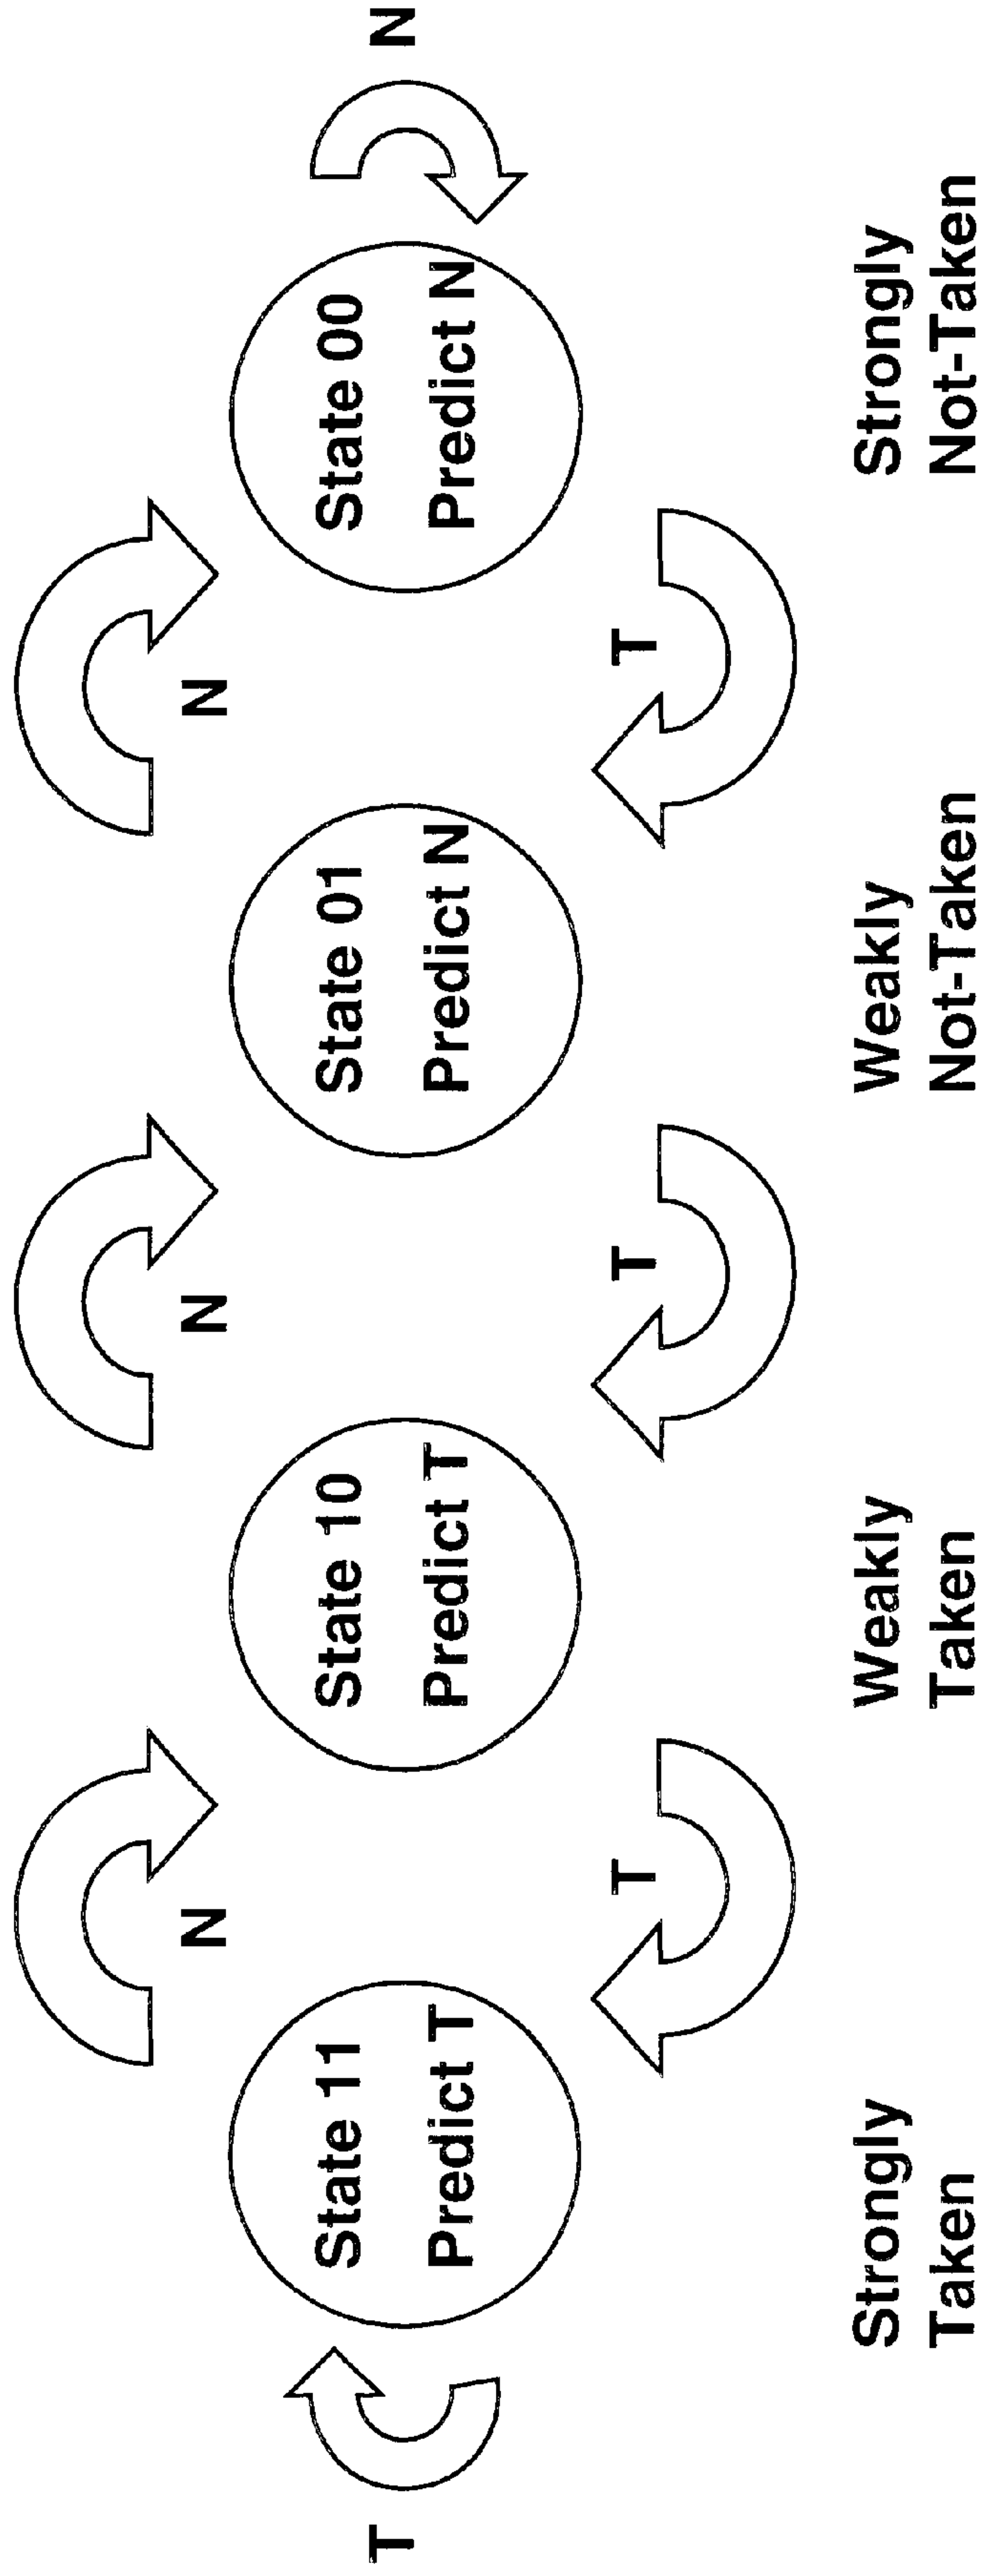 N
N
N
T
State 11
Predict T
State 10
Predict T
State 01
Predict N
State 00
Predict N
N
T
T
T
Strongly
Taken
Weakly
Taken
Weakly
Not-Taken
Strongly
Not-Taken